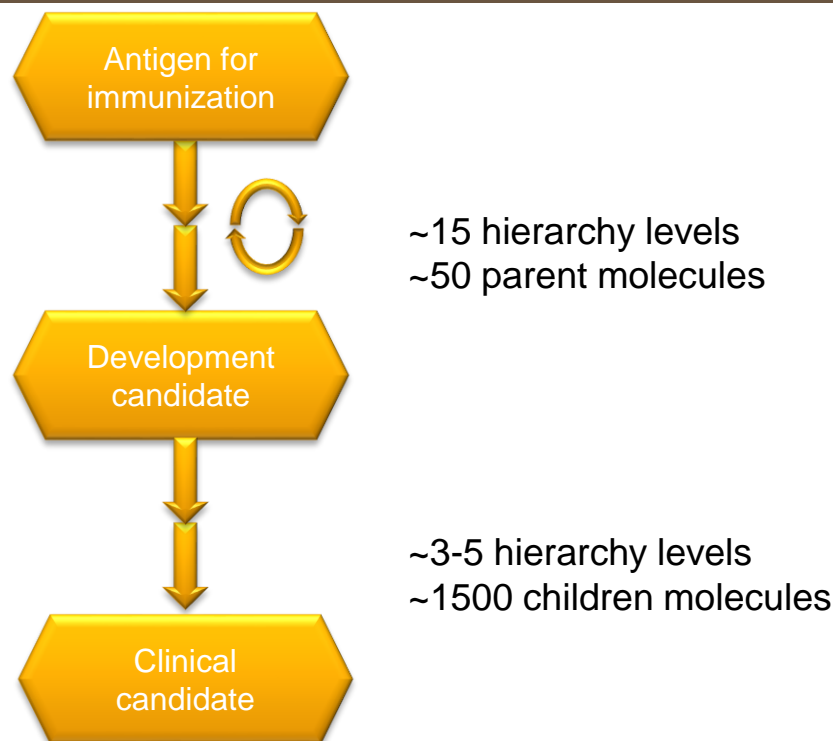 Antigen for
immunization
~15 hierarchy levels
~50 parent molecules
Development
candidate
~3-5 hierarchy levels
~1500 children molecules
Clinical
candidate